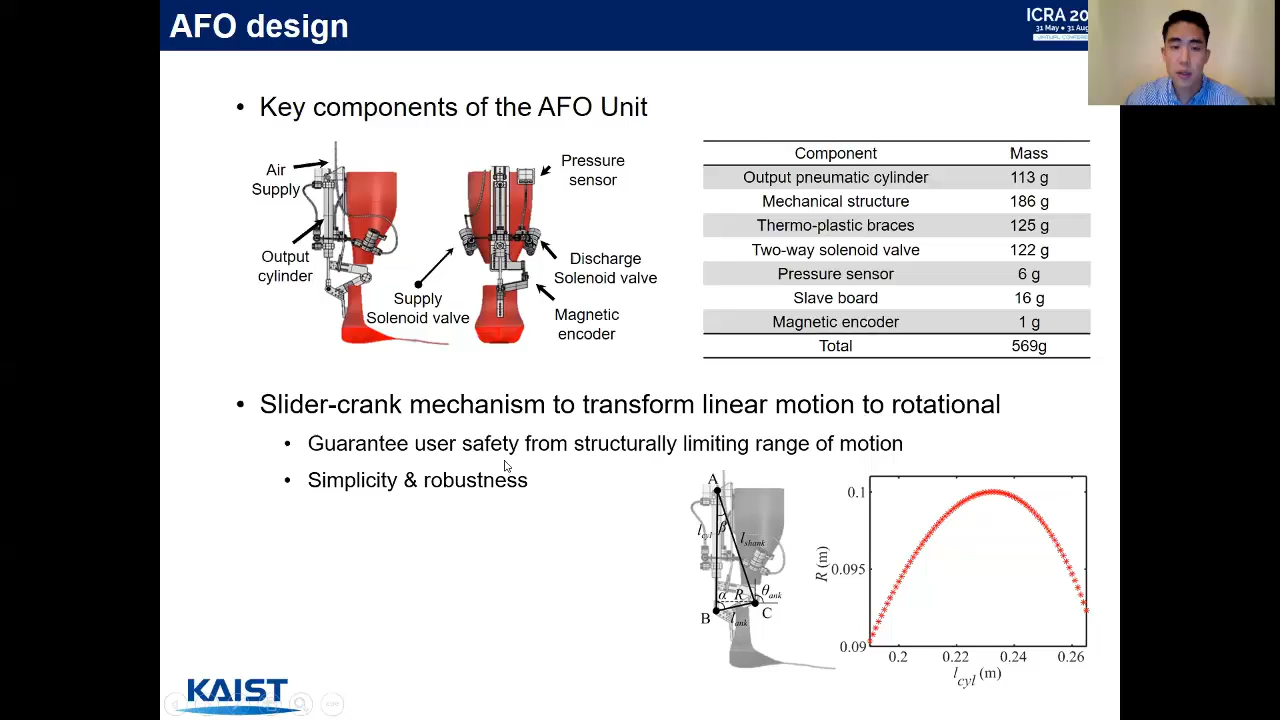 AFO design
ICRA 20
31 May • 31 Aug
• Key components of the AFO Unit
Air
Supply
Output
cylinder
Supply
Solenoid valve
Pressure
sensor
Discharge
Solenoid valve
Magnetic
encoder
Component Mass
Output pneumatic cylinder 113 g
Mechanical structure 186 g
Thermo-plastic braces 125 g
Two-way solenoid valve 122 g
Pressure sensor 6 g
Slave board 16 g
Magnetic encoder 1 g
Total 569g
• Slider-crank mechanism to transform linear motion to rotational
• Guarantee user safety from structurally limiting range of motion
• Simplicity & robustness
A
l_cyl β l_shank
α R θ_ank
B l_ank C
R (m)
0.1
0.095
0.09
0.2 0.22 0.24 0.26
l_cyl (m)
KAIST